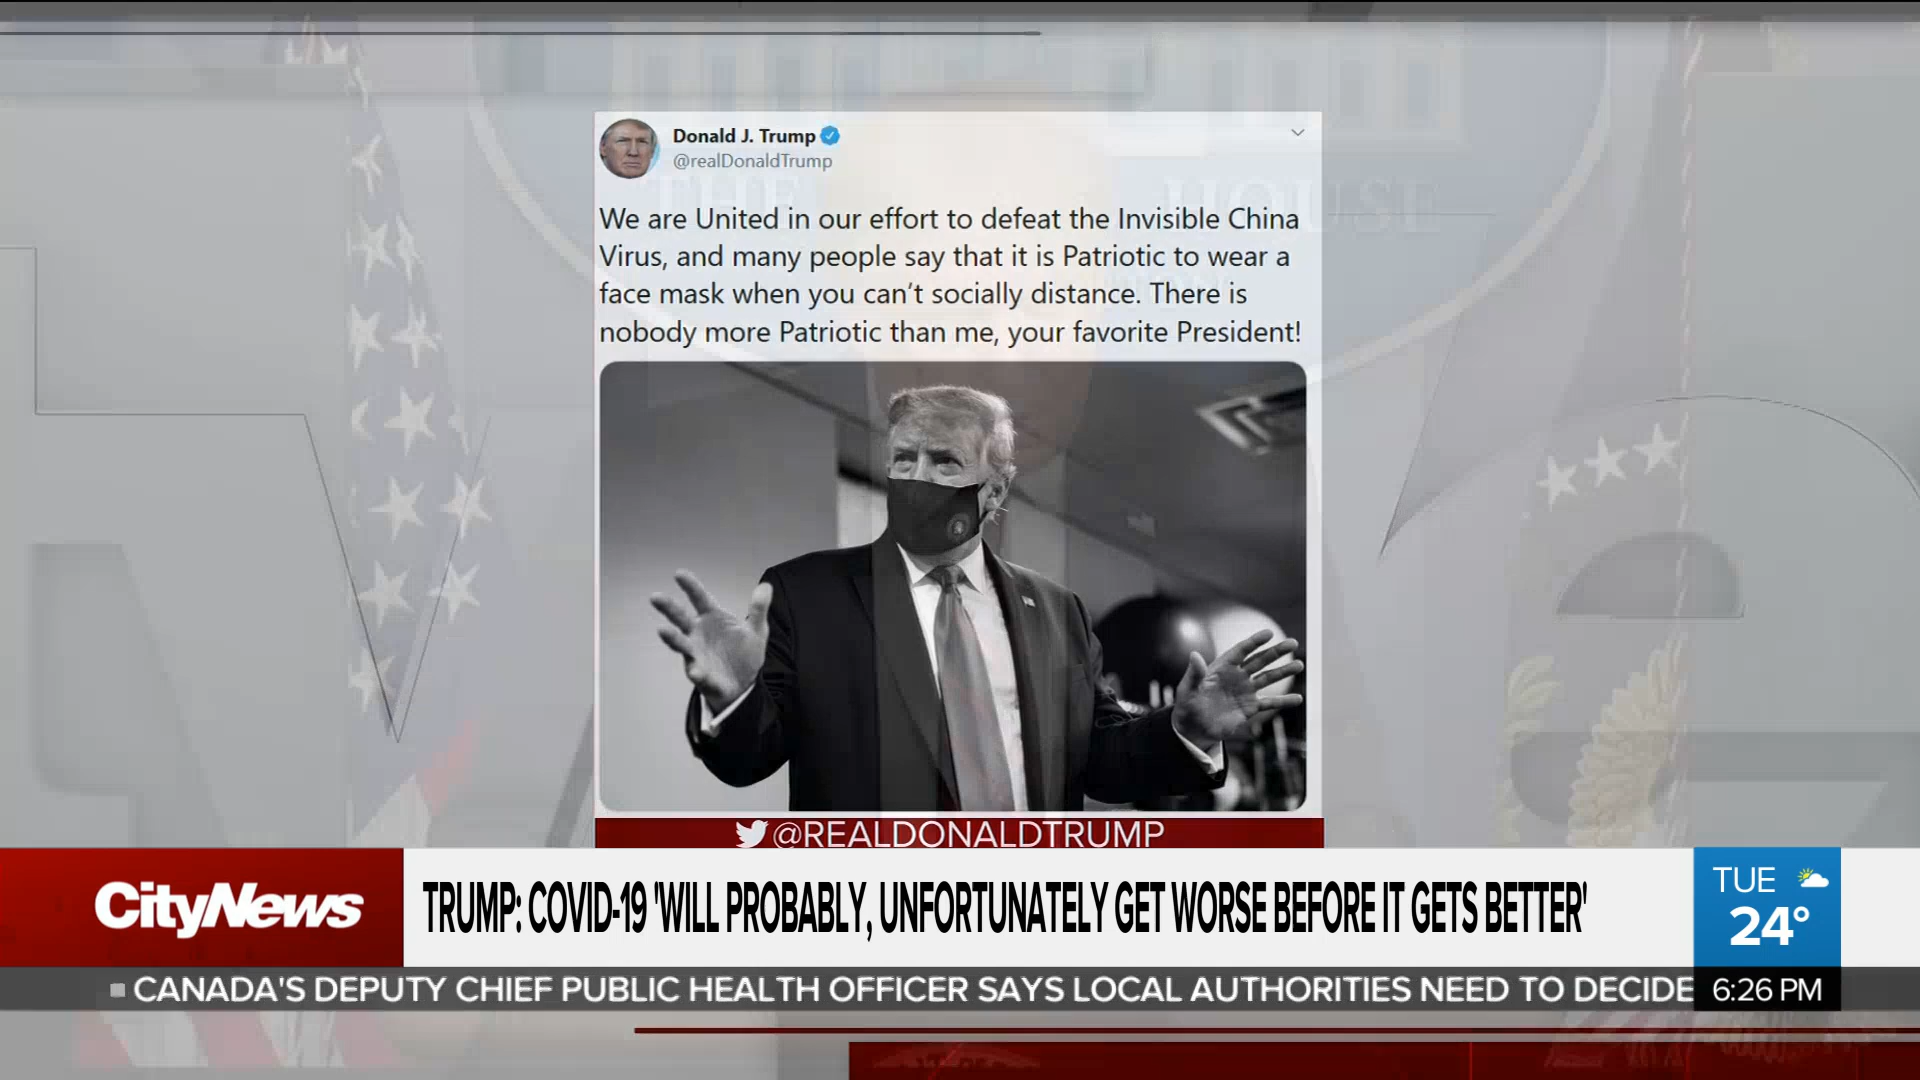 THE
HOUSE
Donald J. Trump
@realDonaldTrump
We are United in our effort to defeat the Invisible China
Virus, and many people say that it is Patriotic to wear a
face mask when you can't socially distance. There is
nobody more Patriotic than me, your favorite President!
@REALDONALDTRUMP
CityNews
TRUMP: COVID-19 'WILL PROBABLY, UNFORTUNATELY GET WORSE BEFORE IT GETS BETTER'
TUE
24°
CANADA'S DEPUTY CHIEF PUBLIC HEALTH OFFICER SAYS LOCAL AUTHORITIES NEED TO DECIDE
6:26 PM